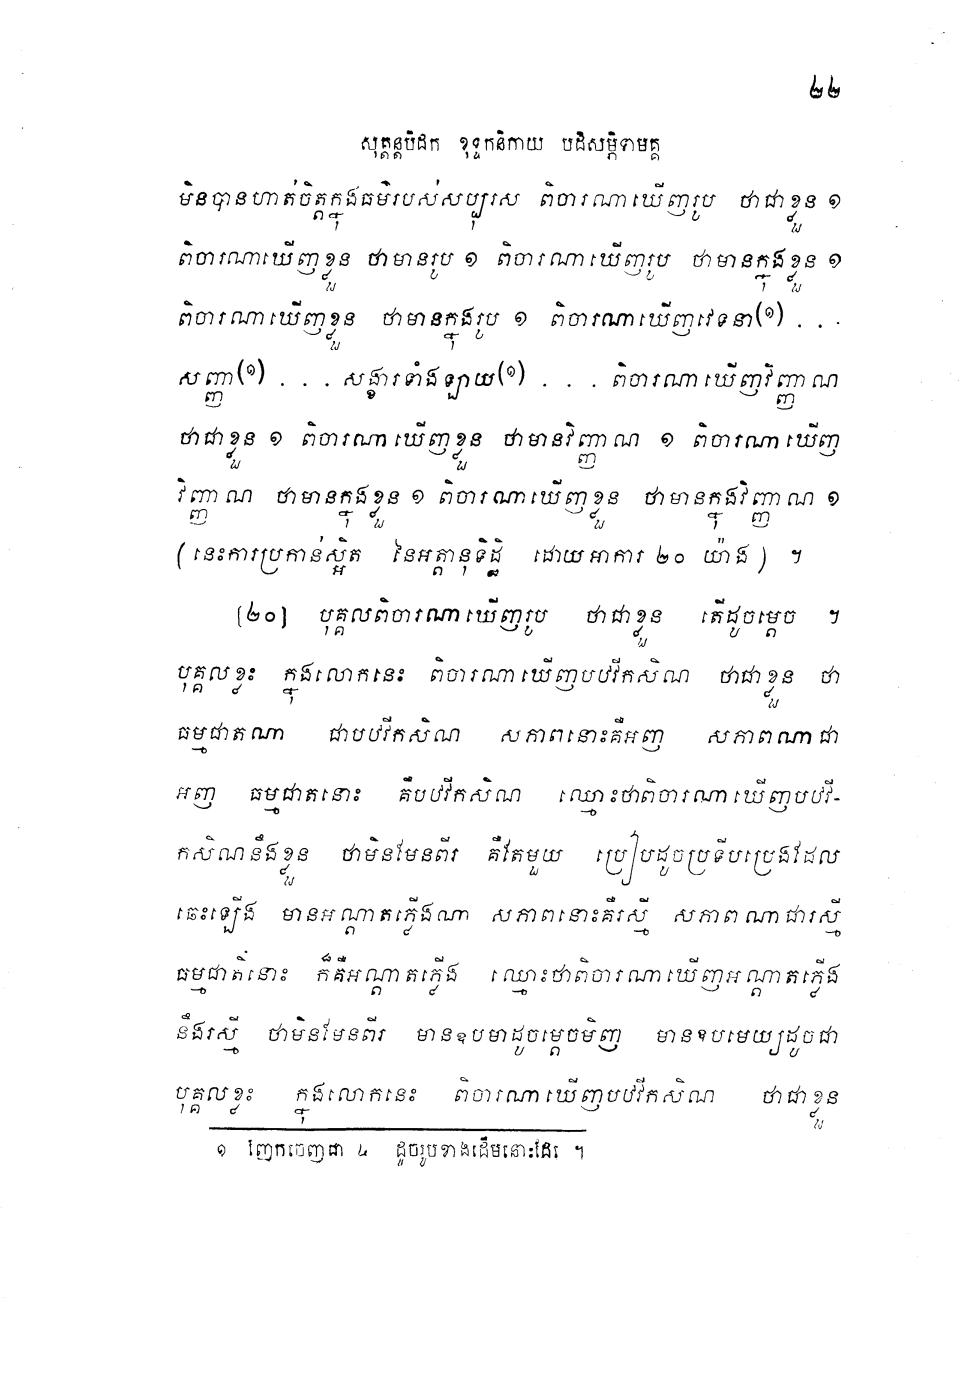 ២២
សុត្តន្តបិដក ខុទ្ទកនិកាយ បដិសម្ភិទាមគ្គ
មិនបានហាត់ចិត្តក្នុងធម៌របស់សប្បុរស ពិចារណាឃើញរូប ថាជាខ្លួន ១
ពិចារណាឃើញខ្លួន ថាមានរូប ១ ពិចារណាឃើញរូប ថាមានក្នុងខ្លួន ១
ពិចារណាឃើញខ្លួន ថាមានក្នុងរូប ១ ពិចារណាឃើញវេទនា(១) . . .
សញ្ញា(១) . . . សង្ខារទាំងឡាយ(១) . . . ពិចារណាឃើញវិញ្ញាណ
ថាជាខ្លួន ១ ពិចារណាឃើញខ្លួន ថាមានវិញ្ញាណ ១ ពិចារណាឃើញ
វិញ្ញាណ ថាមានក្នុងខ្លួន ១ ពិចារណាឃើញខ្លួន ថាមានក្នុងវិញ្ញាណ ១
(នេះការប្រកាន់ស្អិត នៃអត្តានុទិដ្ឋិ ដោយអាការ ២០ យ៉ាង) ។
[២០] បុគ្គលពិចារណាឃើញរូប ថាជាខ្លួន តើដូចម្តេច ។
បុគ្គលខ្លះ ក្នុងលោកនេះ ពិចារណាឃើញបឋវីកសិណ ថាជាខ្លួន ថា
ធម្មជាតណា ជាបឋវីកសិណ សភាពនោះគឺអញ សភាពណាជា
អញ ធម្មជាតនោះ គឺបឋវីកសិណ ឈ្មោះថាពិចារណាឃើញបឋវី-
កសិណនឹងខ្លួន ថាមិនមែនពីរ គឺតែមួយ ប្រៀបដូចប្រទីបប្រេងដែល
ឆេះឡើង មានអណ្តាតភ្លើងណា សភាពនោះគឺរស្មី សភាពណាជារស្មី
ធម្មជាតិនោះ ក៏គឺអណ្តាតភ្លើង ឈ្មោះថាពិចារណាឃើញអណ្តាតភ្លើង
នឹងរស្មី ថាមិនមែនពីរ មានឧបមាដូចម្តេចមិញ មានឧបមេយ្យដូចជា
បុគ្គលខ្លះ ក្នុងលោកនេះ ពិចារណាឃើញបឋវីកសិណ ថាជាខ្លួន
១ ញែកចេញជា ៤ ដូចរូបខាងដើមនោះដែរ ។